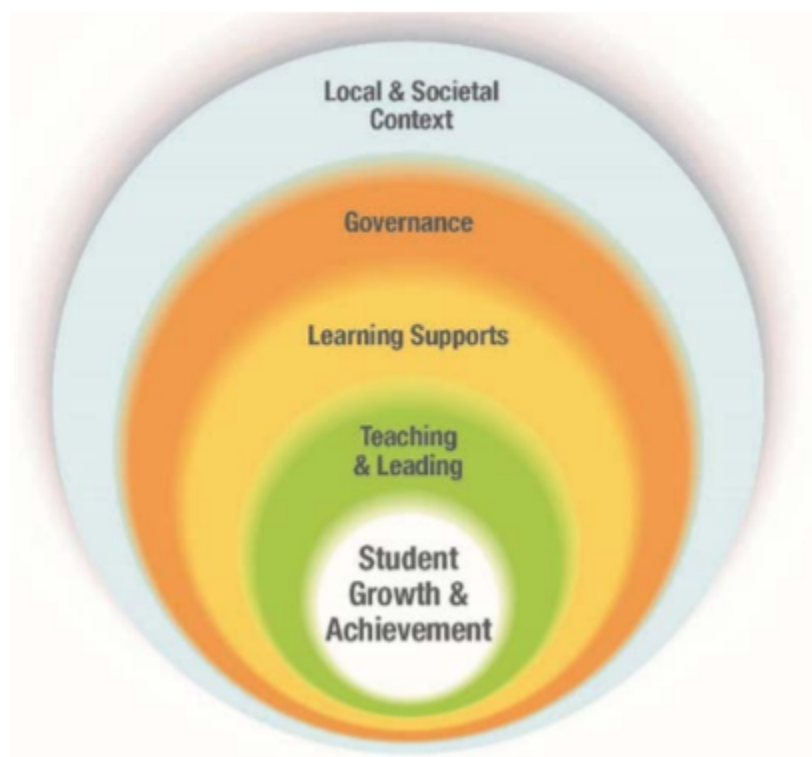 Local & Societal
Context
Governance
Learning Supports
Teaching
& Leading
Student
Growth &
Achievement